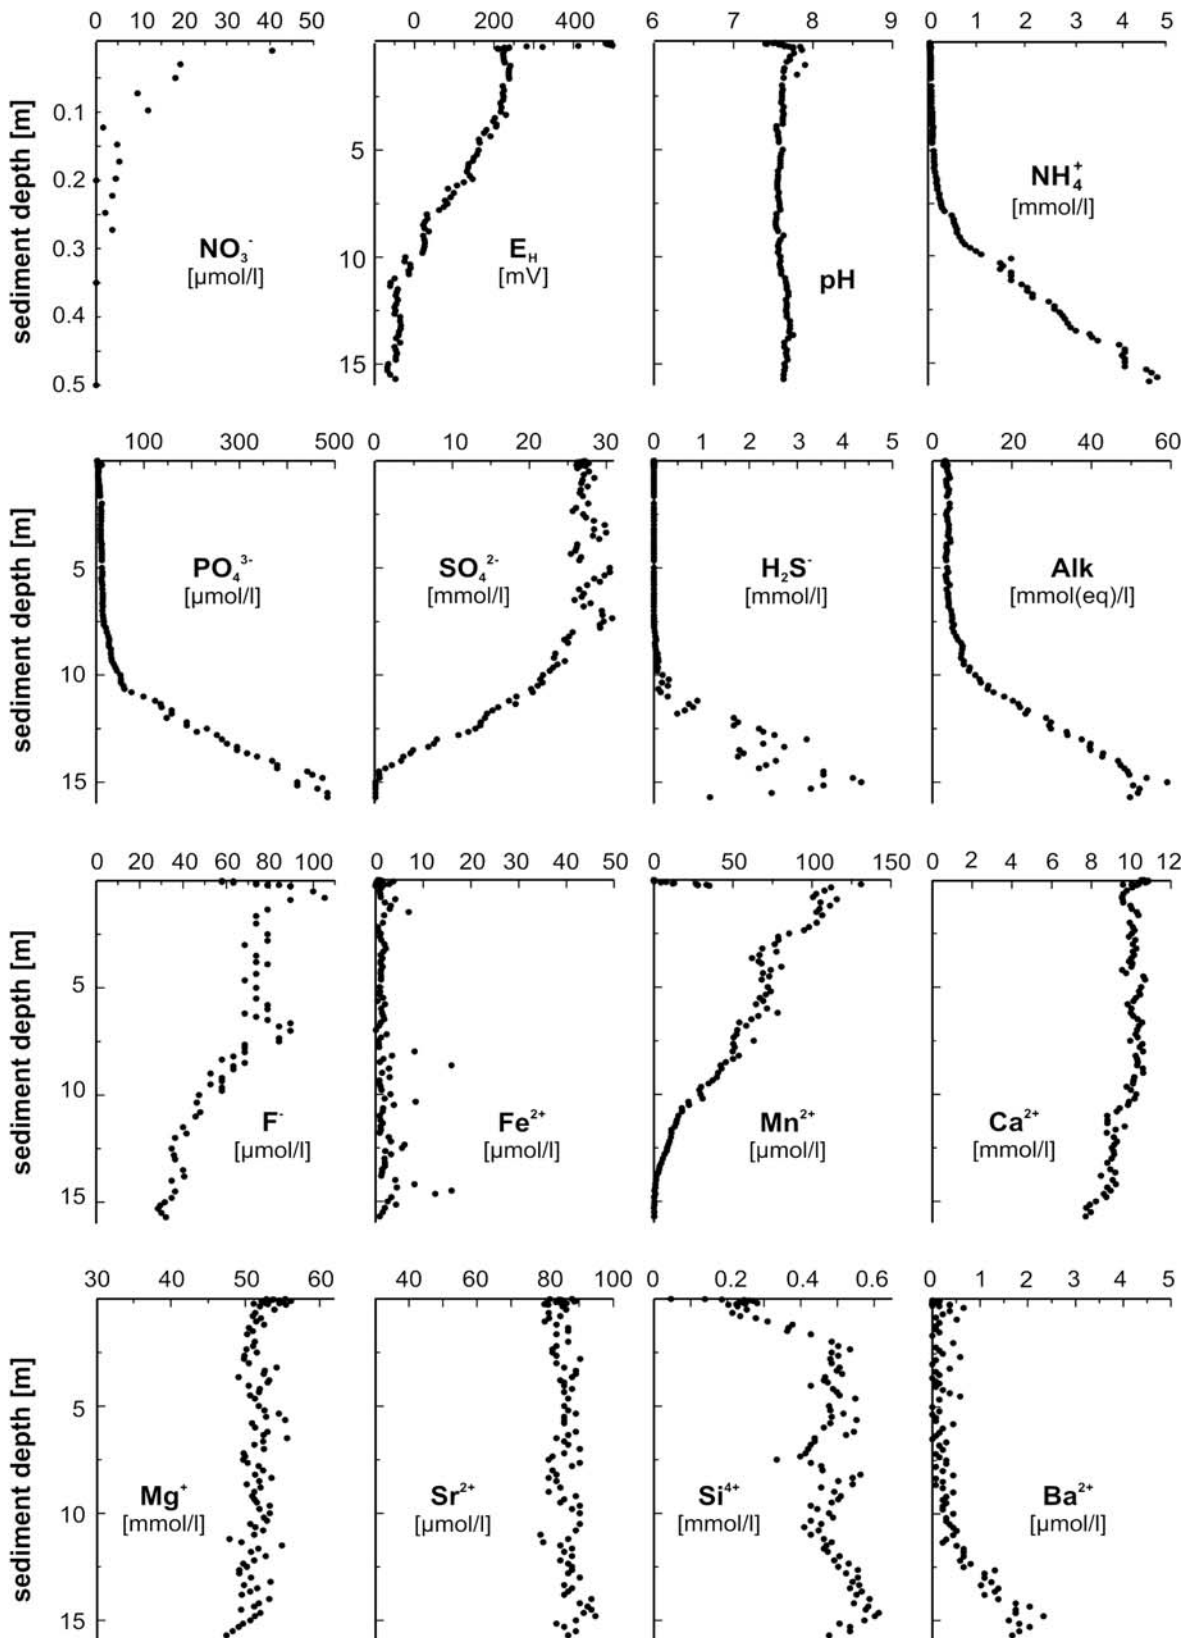 0 10 20 30 40 50
0 200 400
6 7 8 9
0 1 2 3 4 5
sediment depth [m]
0.1
0.2
0.3
0.4
0.5
NO₃⁻
[µmol/l]
5
10
15
E_H
[mV]
pH
NH₄⁺
[mmol/l]
100 300 500
0 10 20 30
0 1 2 3 4 5
0 20 40 60
sediment depth [m]
5
10
15
PO₄³⁻
[µmol/l]
SO₄²⁻
[mmol/l]
H₂S⁻
[mmol/l]
Alk
[mmol(eq)/l]
0 20 40 60 80 100
0 10 20 30 40 50
0 50 100 150
0 2 4 6 8 10 12
sediment depth [m]
5
10
15
F⁻
[µmol/l]
Fe²⁺
[µmol/l]
Mn²⁺
[µmol/l]
Ca²⁺
[mmol/l]
30 40 50 60
40 60 80 100
0 0.2 0.4 0.6
0 1 2 3 4 5
sediment depth [m]
5
10
15
Mg⁺
[mmol/l]
Sr²⁺
[µmol/l]
Si⁴⁺
[mmol/l]
Ba²⁺
[µmol/l]